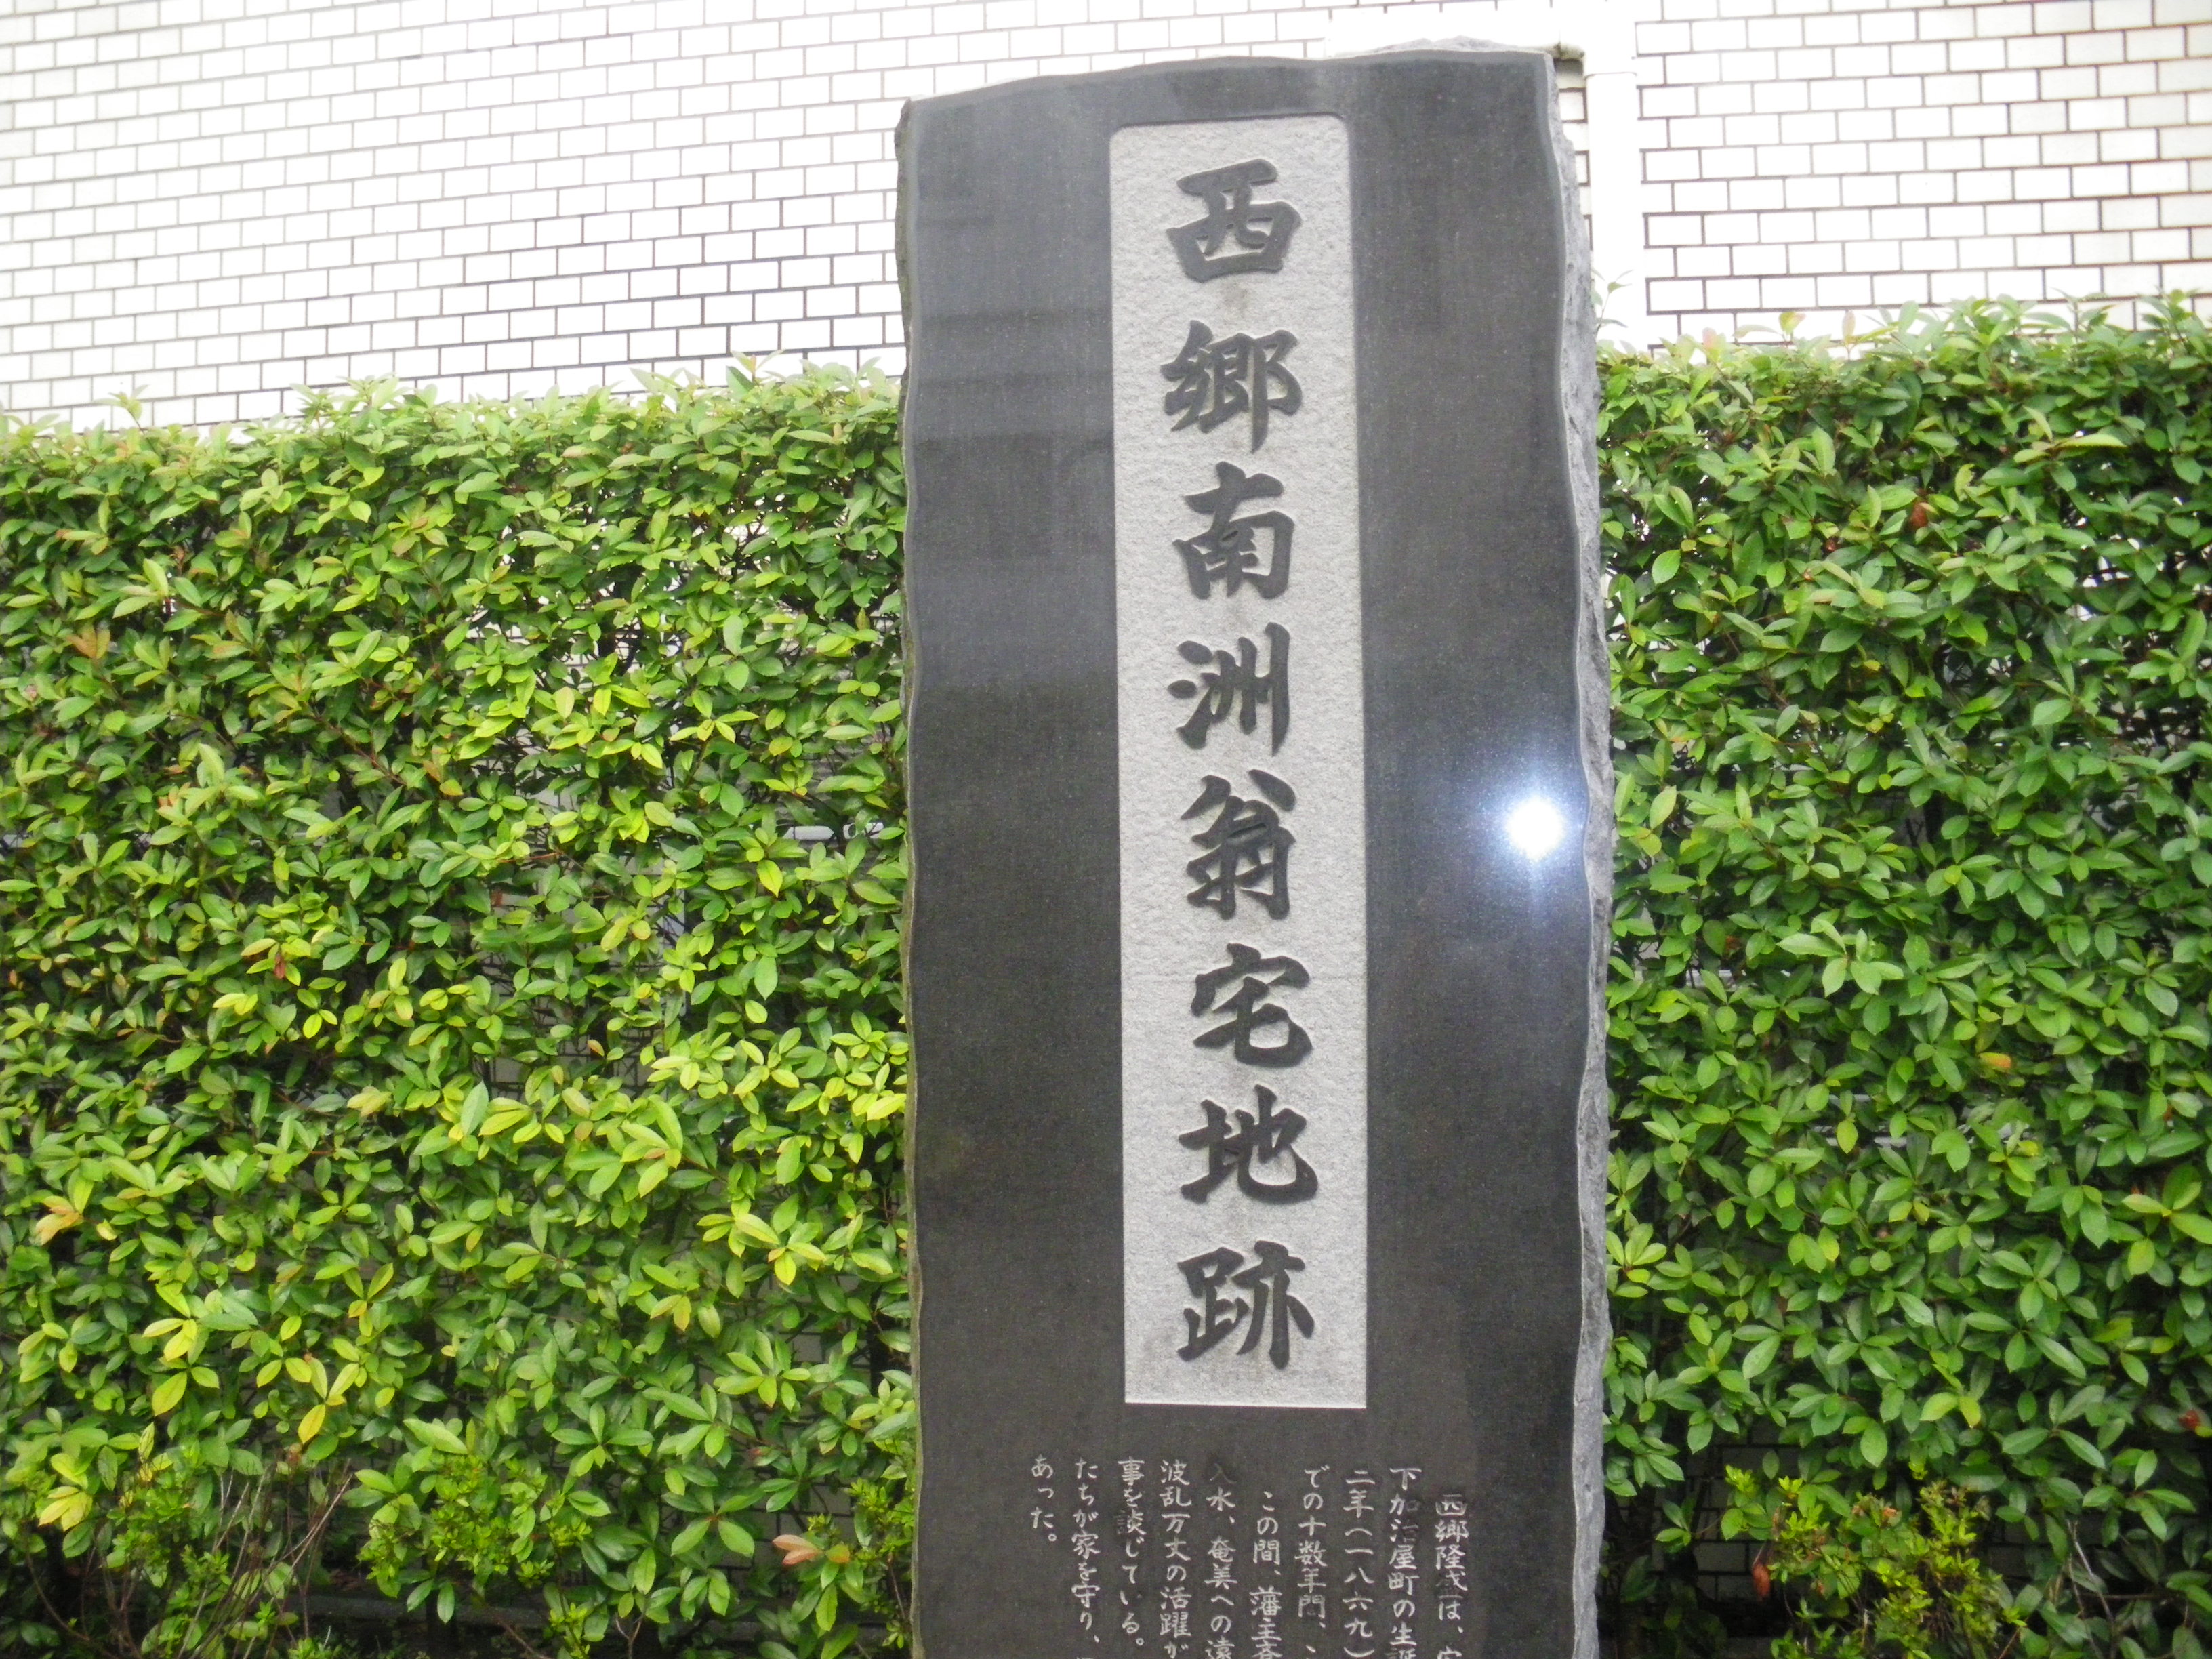 西郷南洲翁宅地跡
西郷隆盛は、
下加治屋町の生誕
二年(一八六九)
での十数年間、
この間、藩主斉
入水、奄美への遠
波乱万丈の活躍が
事を談じている。
たちが家を守り、
あった。